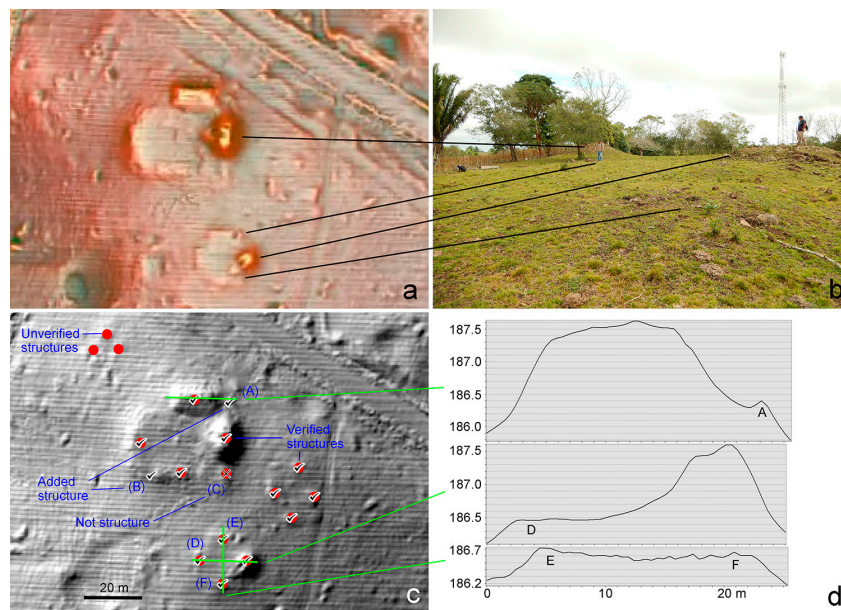 a
b
Unverified
structures
(A)
Verified
structures
Added
structure
(B)
(C)
Not structure
(E)
(D)
(F)
20 m
c
187.5
187.0
186.5
186.0
A
187.5
187.0
186.5
D
186.7
186.2
E
F
0
10
20 m
d